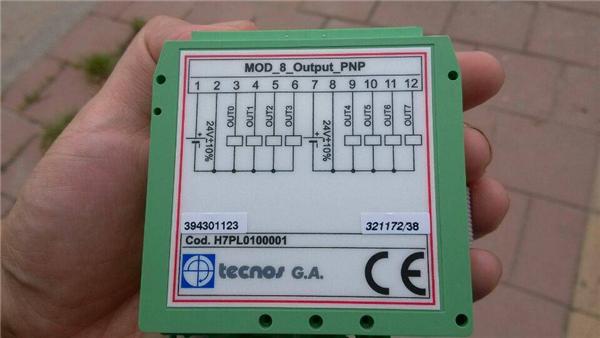 MOD_8_Output_PNP
1 2 3 4 5 6 7 8 9 10 11 12
24V±10% OUT0 OUT1 OUT2 OUT3 24V±10% OUT4 OUT5 OUT6 OUT7
394301123 321172/38
Cod. H7PL0100001
tecnos G.A. CE